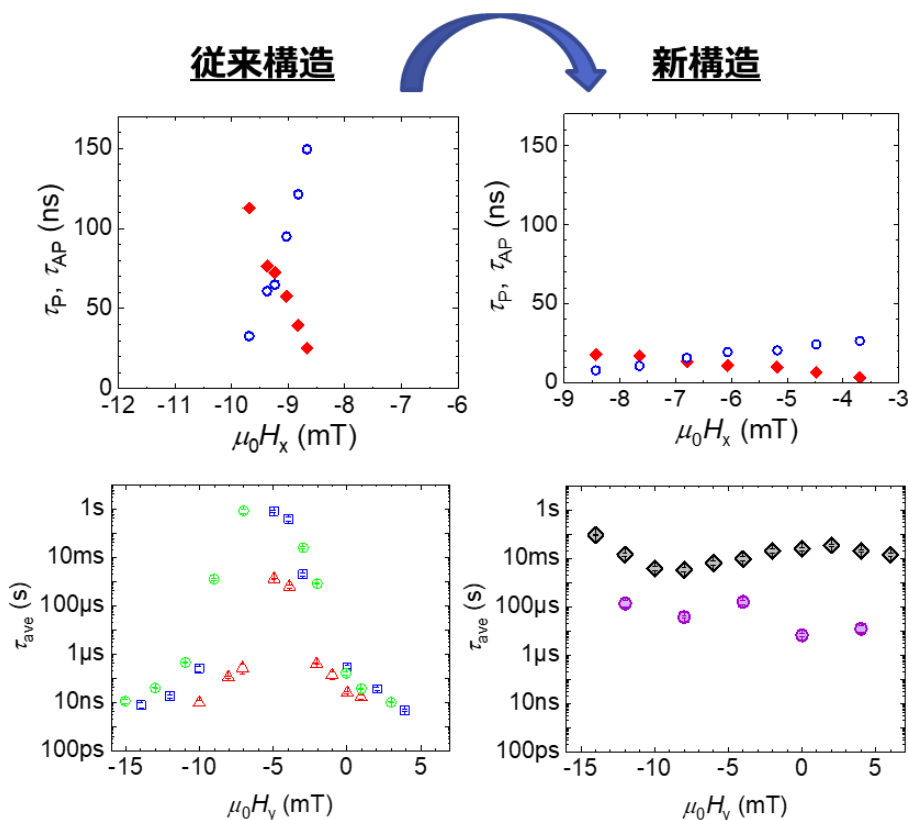 従来構造
新構造
150
100
50
0
τP, τAP (ns)
-12 -11 -10 -9 -8 -7 -6
μ0Hx (mT)
150
100
50
0
τP, τAP (ns)
-9 -8 -7 -6 -5 -4 -3
μ0Hx (mT)
1s
10ms
100μs
1μs
10ns
100ps
τave (s)
-15 -10 -5 0 5
μ0Hy (mT)
1s
10ms
100μs
1μs
10ns
100ps
τave (s)
-15 -10 -5 0 5
μ0Hy (mT)